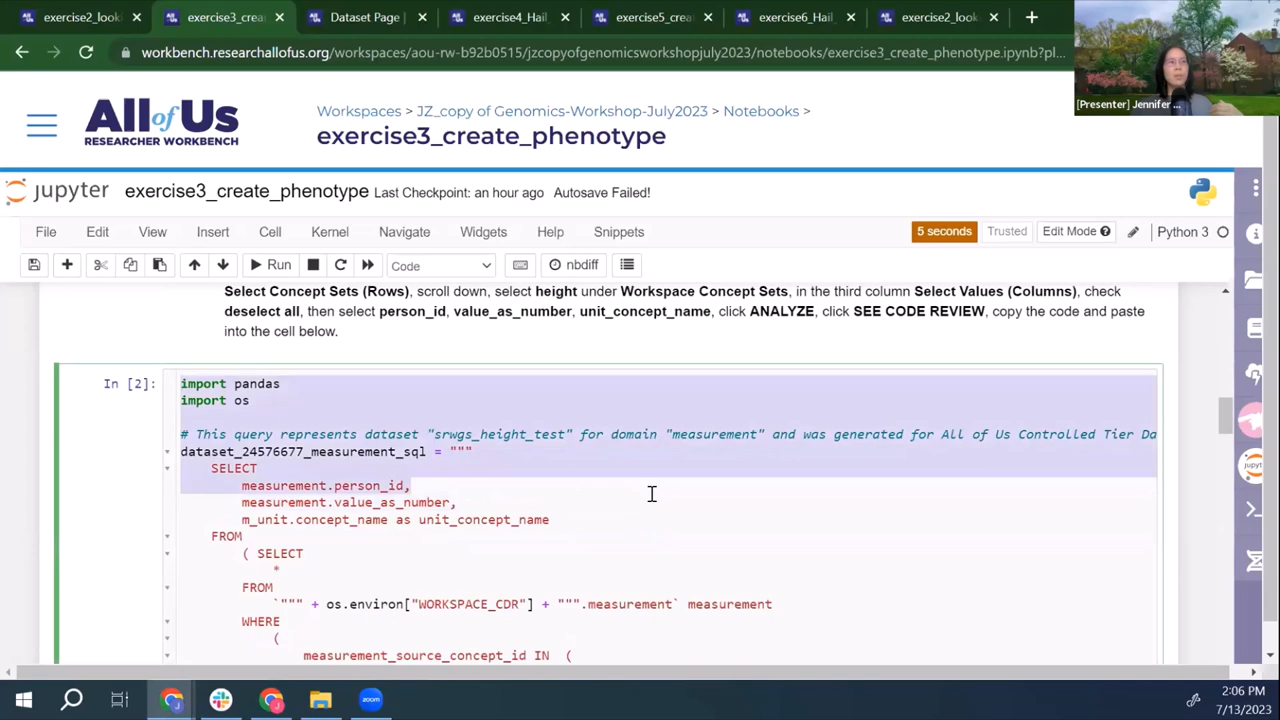 exercise2_looki
exercise3_crea
Dataset Page |
exercise4_Hail_
exercise5_crea
exercise6_Hail
exercise2_look
workbench.researchallofus.org/workspaces/aou-rw-b92b0515/jzcopyofgenomicsworkshopjuly2023/notebooks/exercise3_create_phenotype.ipynb?pl...
[Presenter] Jennifer ...
All of Us
RESEARCHER WORKBENCH
Workspaces > JZ_copy of Genomics-Workshop-July2023 > Notebooks >
exercise3_create_phenotype
jupyter exercise3_create_phenotype Last Checkpoint: an hour ago Autosave Failed!
File Edit View Insert Cell Kernel Navigate Widgets Help Snippets 5 seconds Trusted Edit Mode Python 3
Run Code nbdiff
Select Concept Sets (Rows), scroll down, select height under Workspace Concept Sets, in the third column Select Values (Columns), check
deselect all, then select person_id, value_as_number, unit_concept_name, click ANALYZE, click SEE CODE REVIEW, copy the code and paste
into the cell below.
In [2]: import pandas
import os
# This query represents dataset "srwgs_height_test" for domain "measurement" and was generated for All of Us Controlled Tier Da
dataset_24576677_measurement_sql = """
SELECT
measurement.person_id,
measurement.value_as_number,
m_unit.concept_name as unit_concept_name
FROM
( SELECT
*
FROM
`""" + os.environ["WORKSPACE_CDR"] + """.measurement` measurement
WHERE
(
measurement_source_concept_id IN (
zoom
2:06 PM
7/13/2023